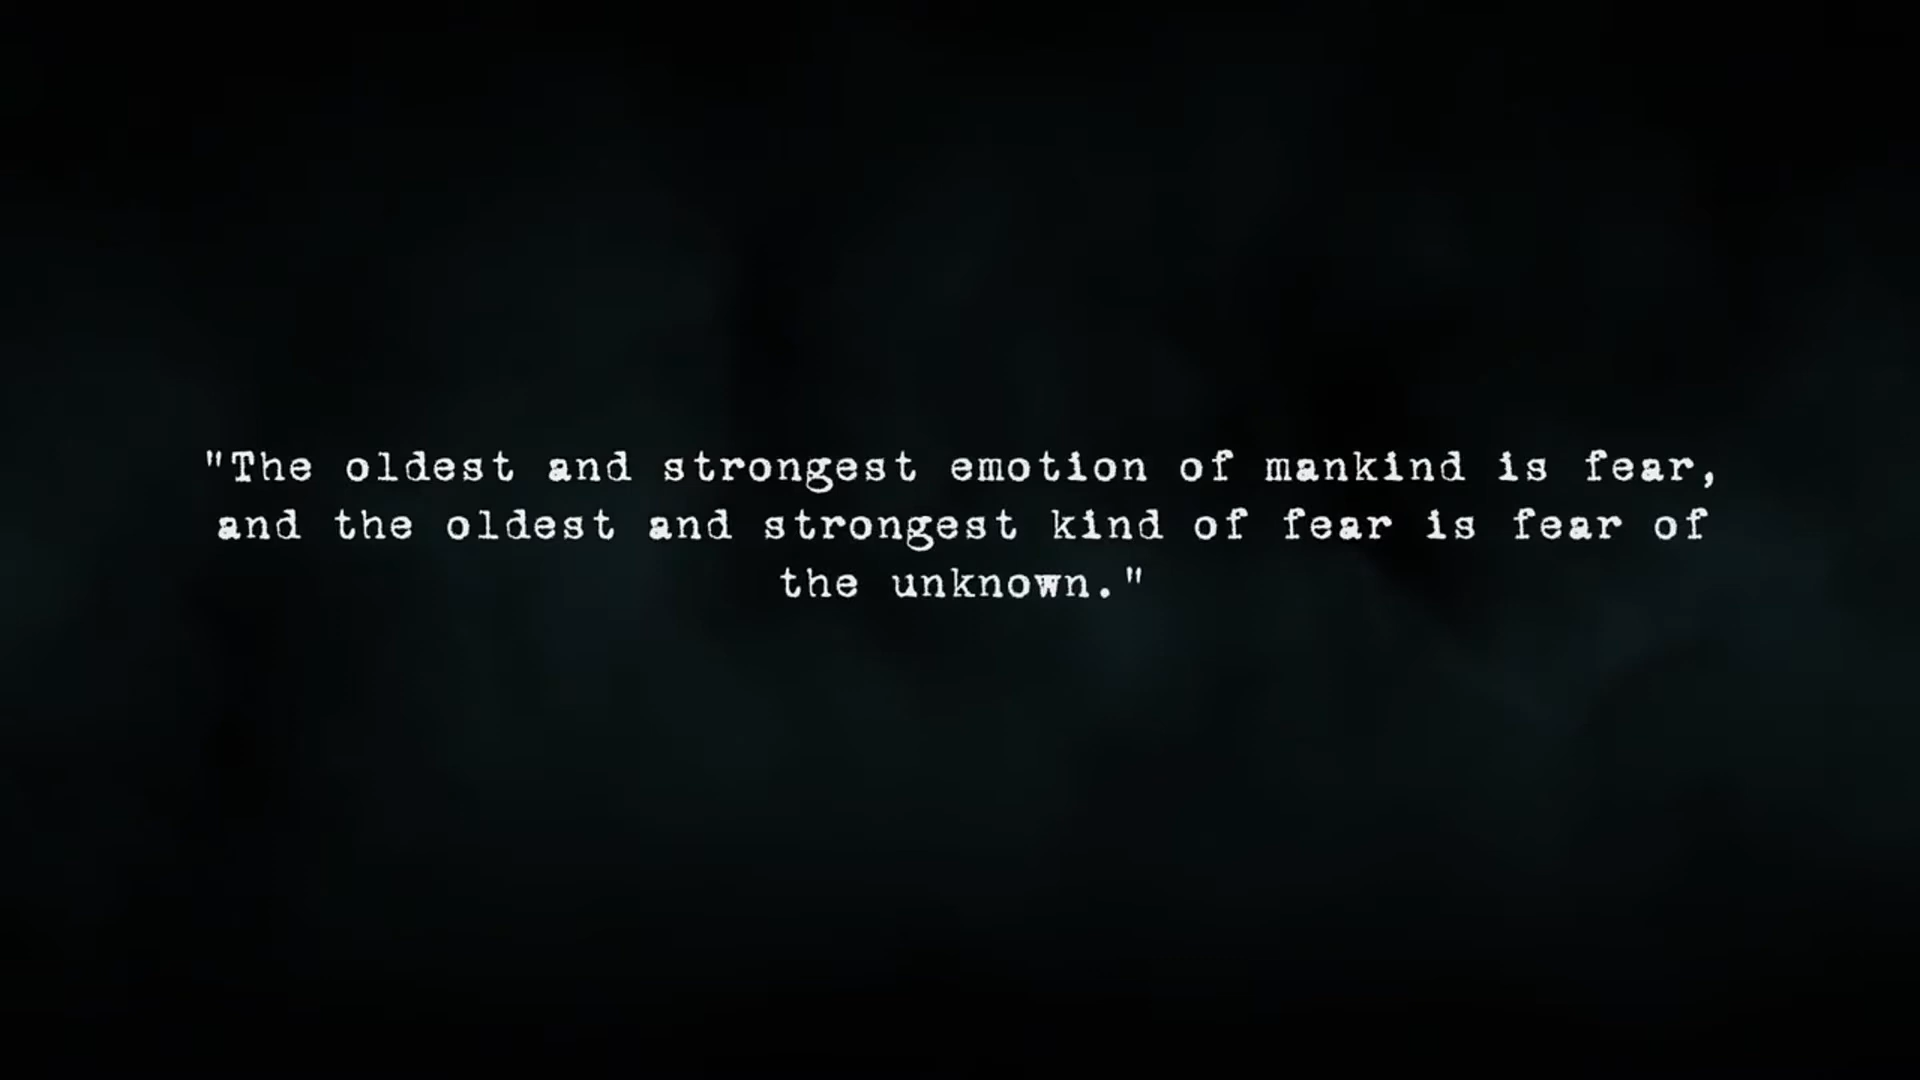 "The oldest and strongest emotion of mankind is fear,
and the oldest and strongest kind of fear is fear of
the unknown."